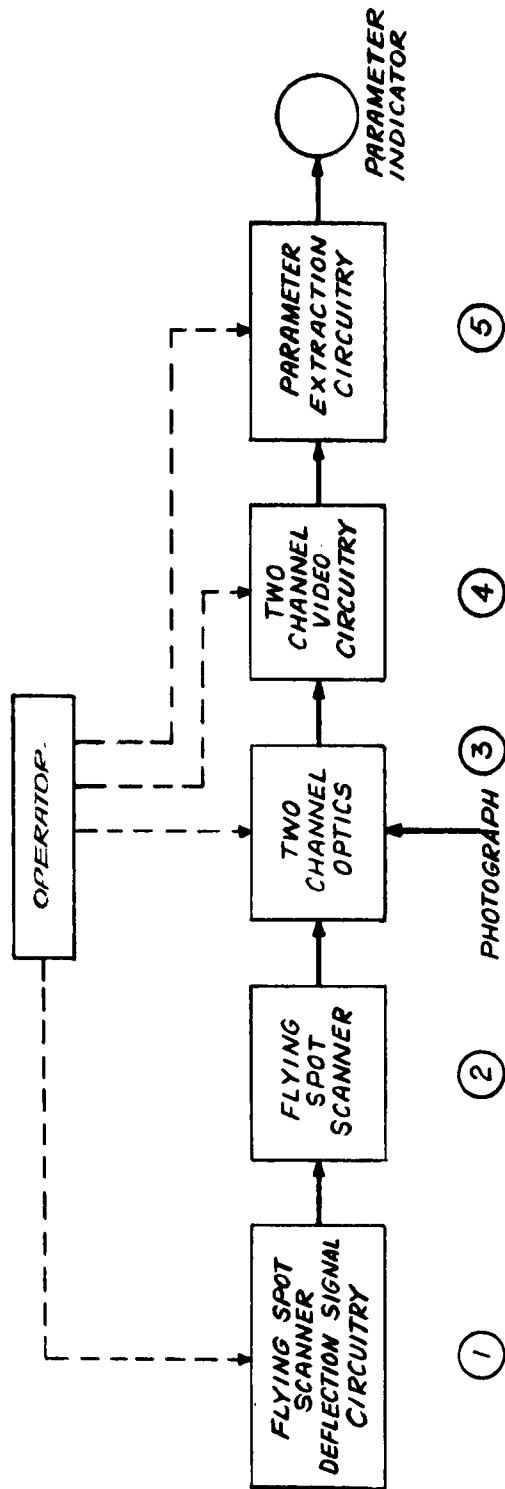 OPERATOR.
FLYING SPOT
SCANNER
DEFLECTION SIGNAL
CIRCUITRY
FLYING
SPOT
SCANNER
TWO
CHANNEL
OPTICS
TWO
CHANNEL
VIDEO
CIRCUITRY
PARAMETER
EXTRACTION
CIRCUITRY
PARAMETER
INDICATOR
PHOTOGRAPH
1
2
3
4
5